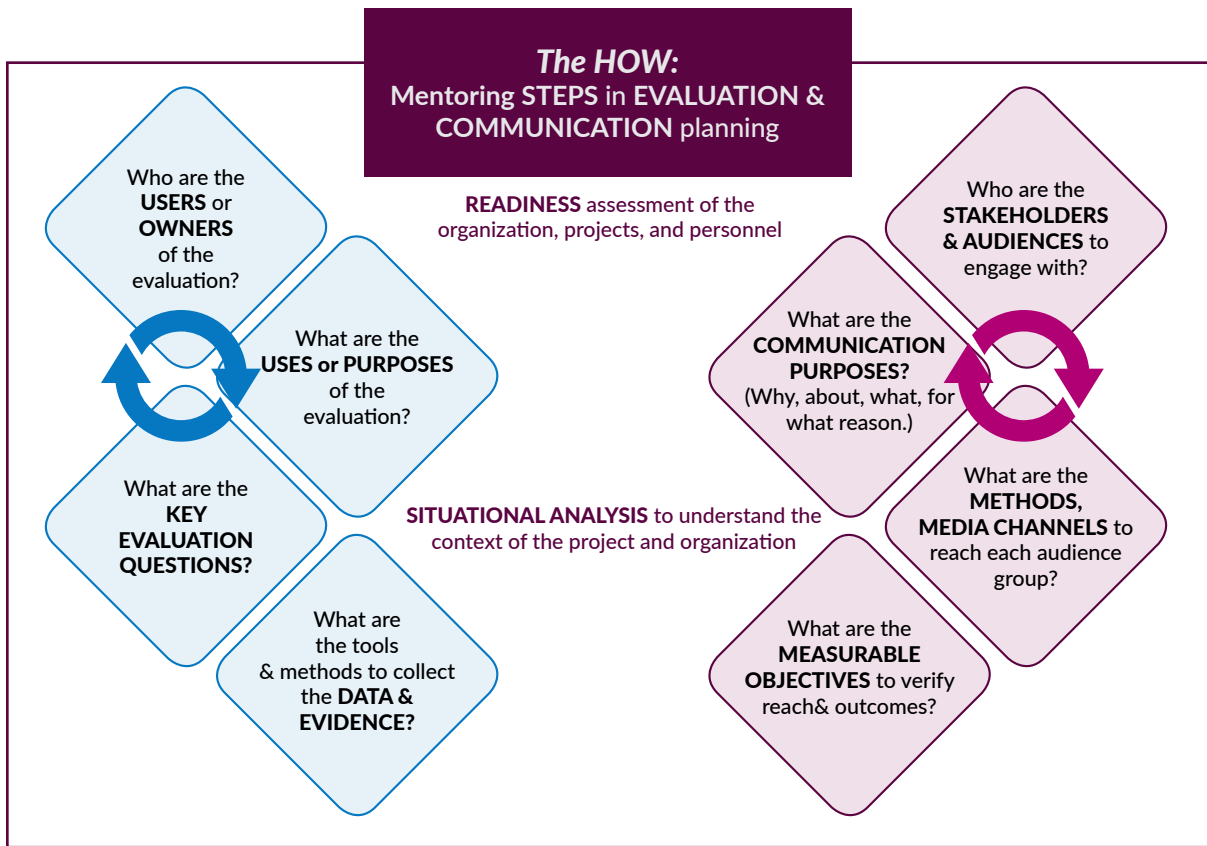 The HOW:
Mentoring STEPS in EVALUATION &
COMMUNICATION planning
READINESS assessment of the
organization, projects, and personnel
Who are the
USERS or
OWNERS
of the
evaluation?
What are the
USES or PURPOSES
of the
evaluation?
What are the
KEY
EVALUATION
QUESTIONS?
What are
the tools
& methods to collect
the DATA &
EVIDENCE?
SITUATIONAL ANALYSIS to understand the
context of the project and organization
Who are the
STAKEHOLDERS
& AUDIENCES to
engage with?
What are the
COMMUNICATION
PURPOSES?
(Why, about, what, for
what reason.)
What are the
METHODS,
MEDIA CHANNELS to
reach each audience
group?
What are the
MEASURABLE
OBJECTIVES to verify
reach& outcomes?